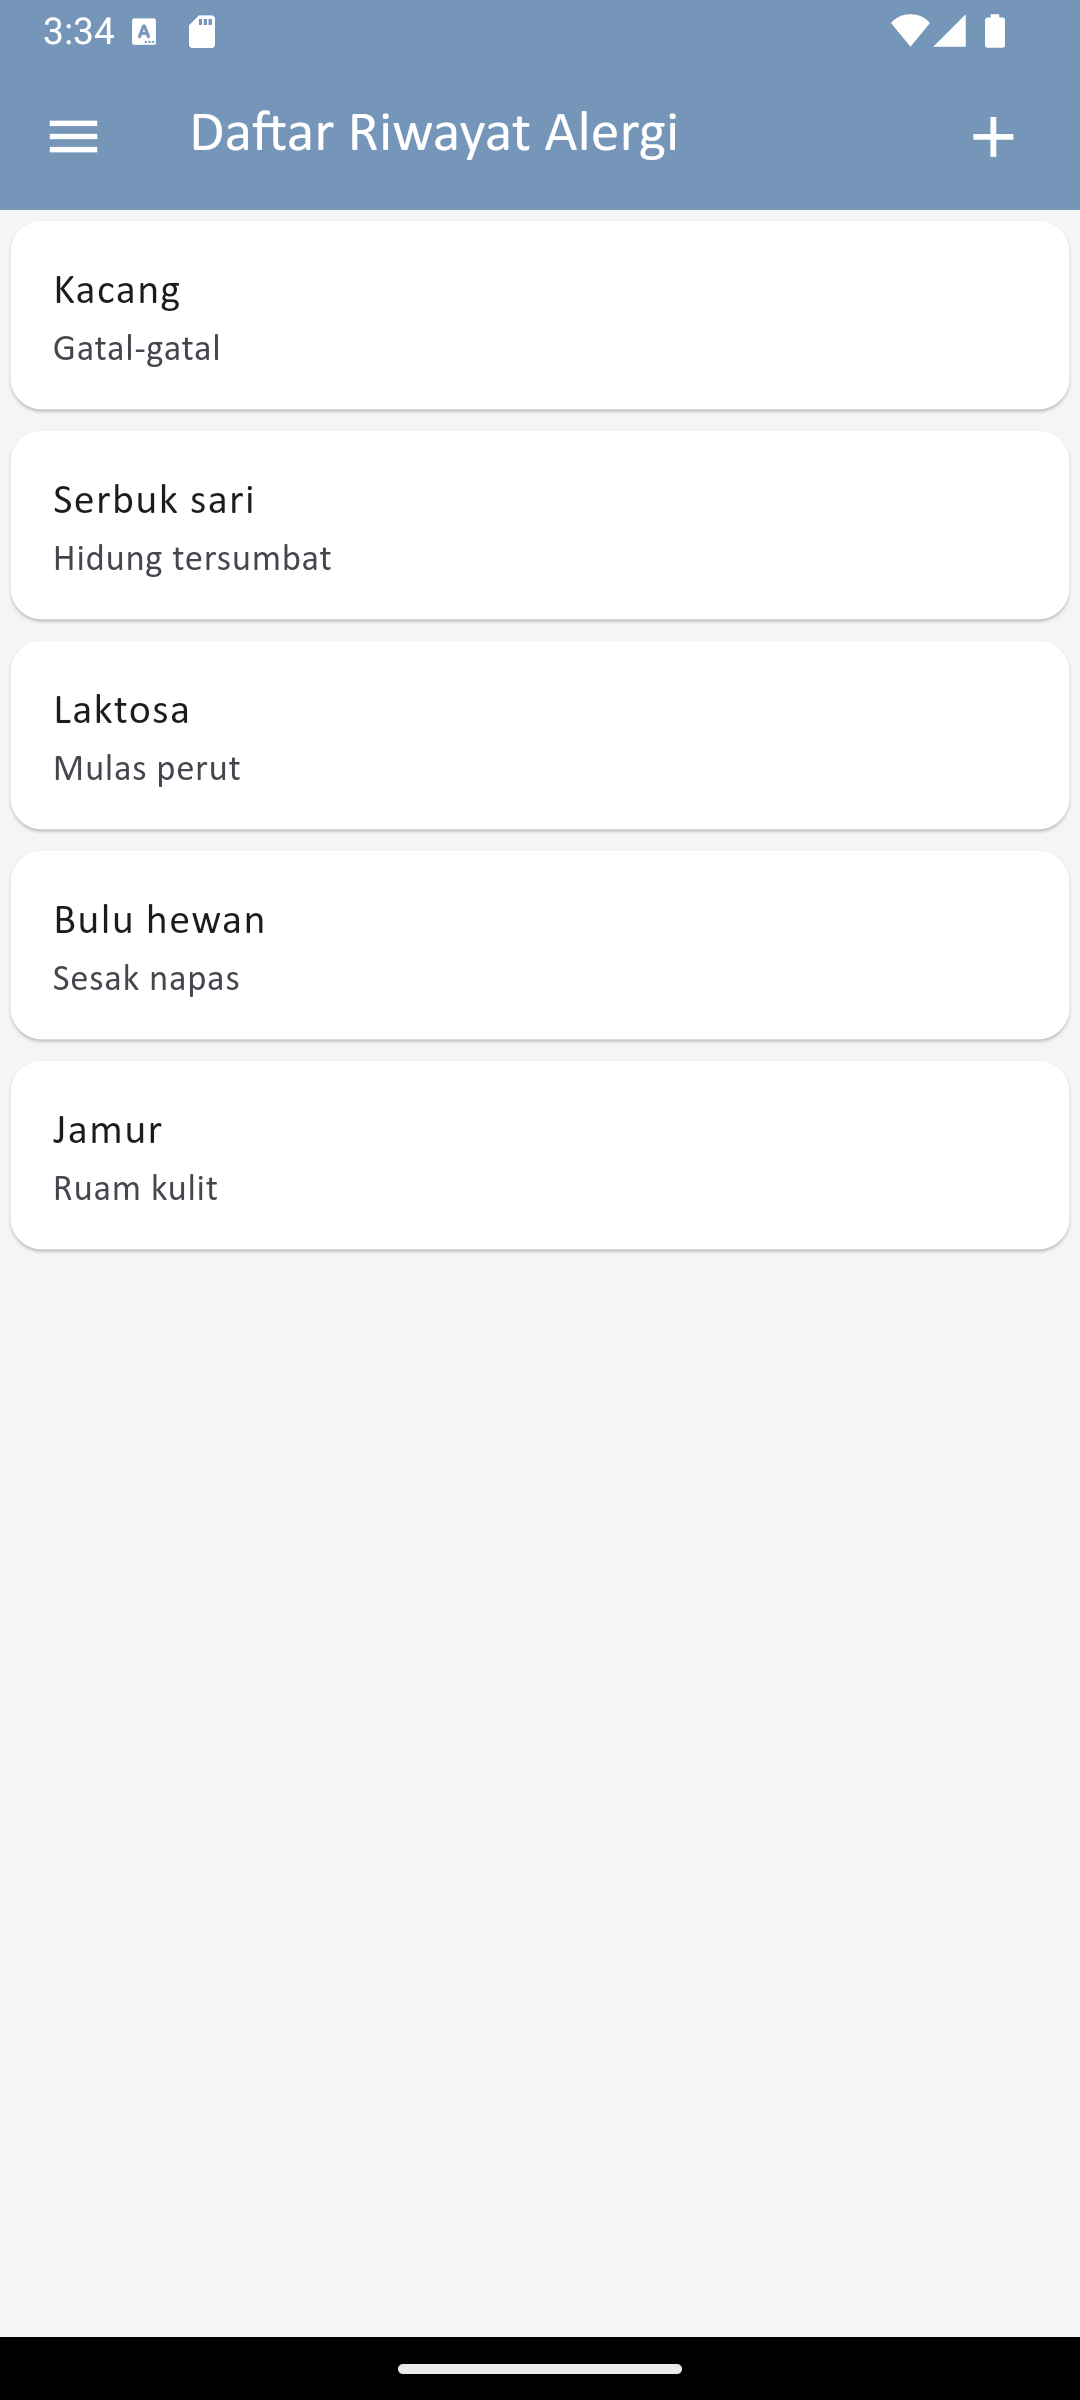 3:34
Daftar Riwayat Alergi
Kacang
Gatal-gatal
Serbuk sari
Hidung tersumbat
Laktosa
Mulas perut
Bulu hewan
Sesak napas
Jamur
Ruam kulit